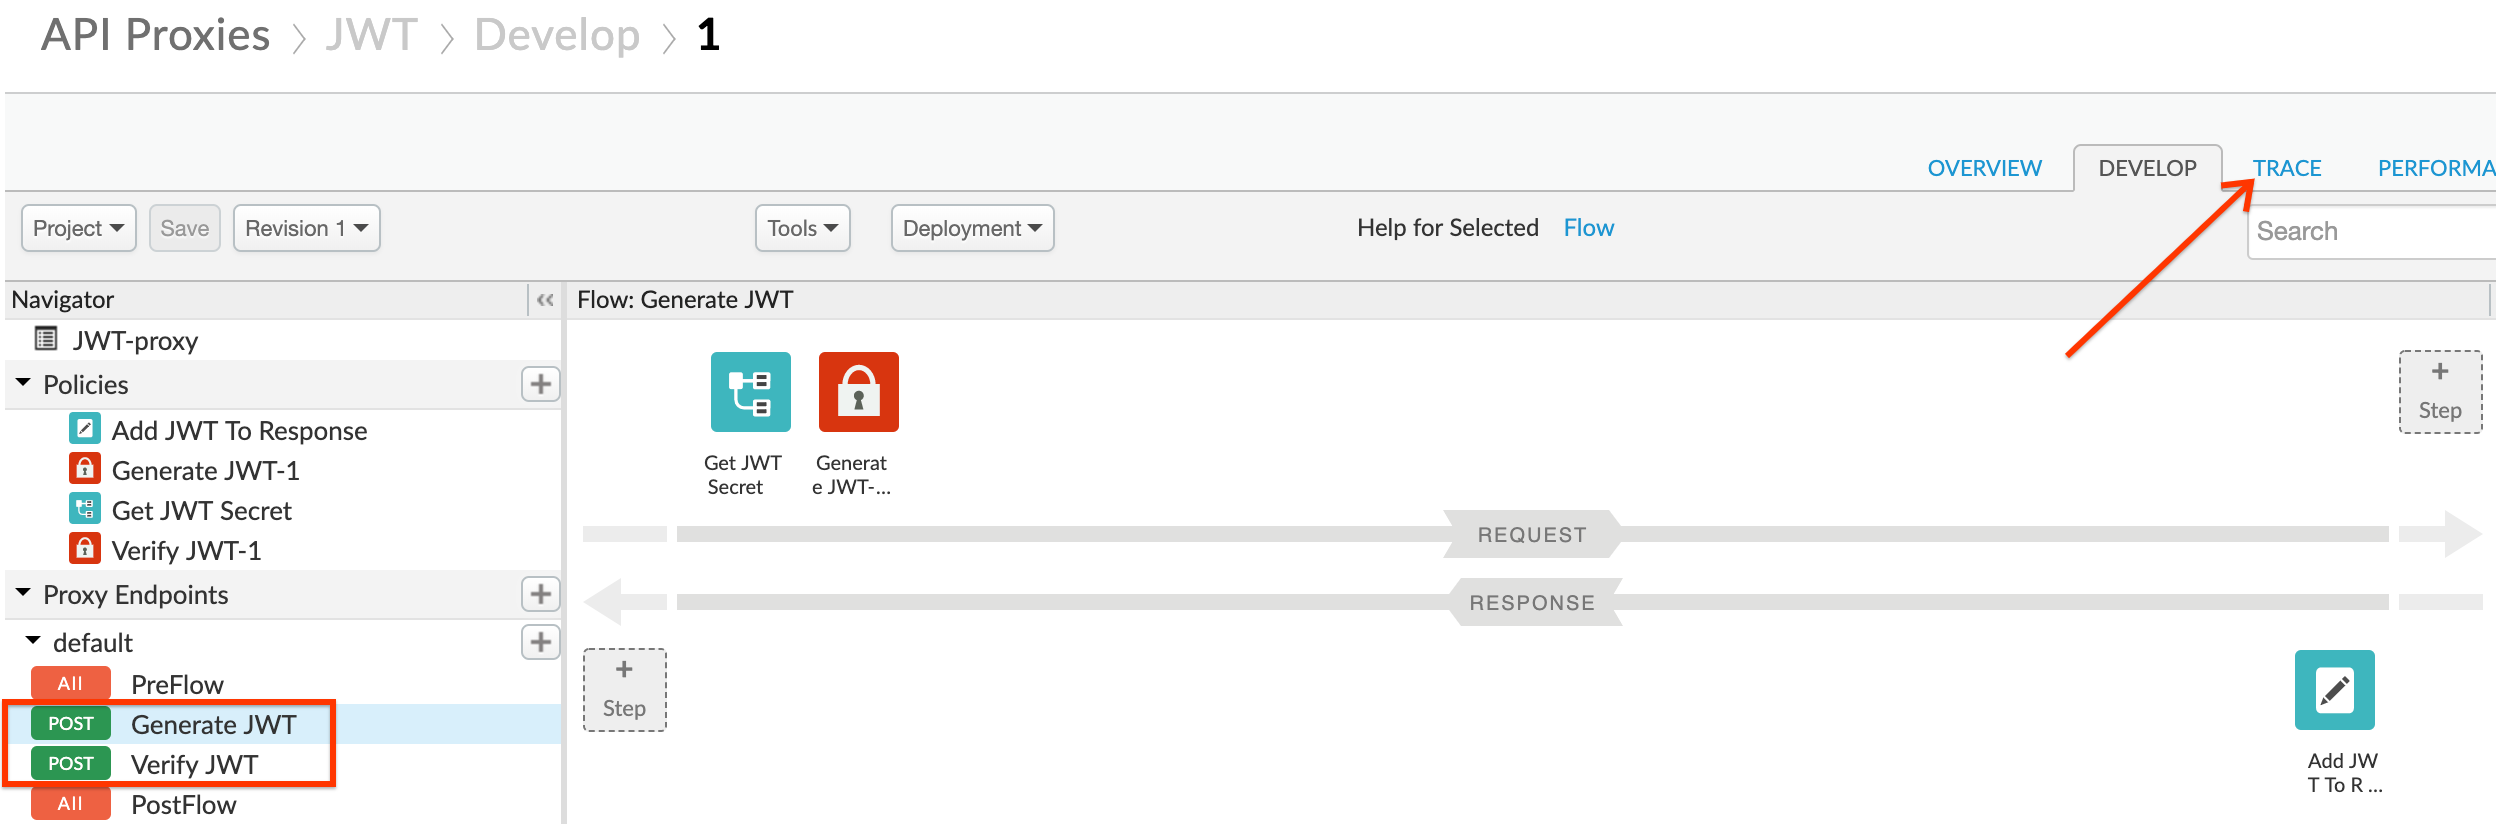 API Proxies > JWT > Develop > 1
OVERVIEW DEVELOP TRACE PERFORMA
Project Save Revision 1 Tools Deployment Help for Selected Flow Search
Navigator « Flow: Generate JWT
JWT-proxy
Policies +
Add JWT To Response
Generate JWT-1
Get JWT Secret
Verify JWT-1
Proxy Endpoints +
default +
All PreFlow
POST Generate JWT
POST Verify JWT
All PostFlow
Get JWT
Secret
Generat
e JWT-...
+
Step
REQUEST
RESPONSE
+
Step
Add JW
T To R ...